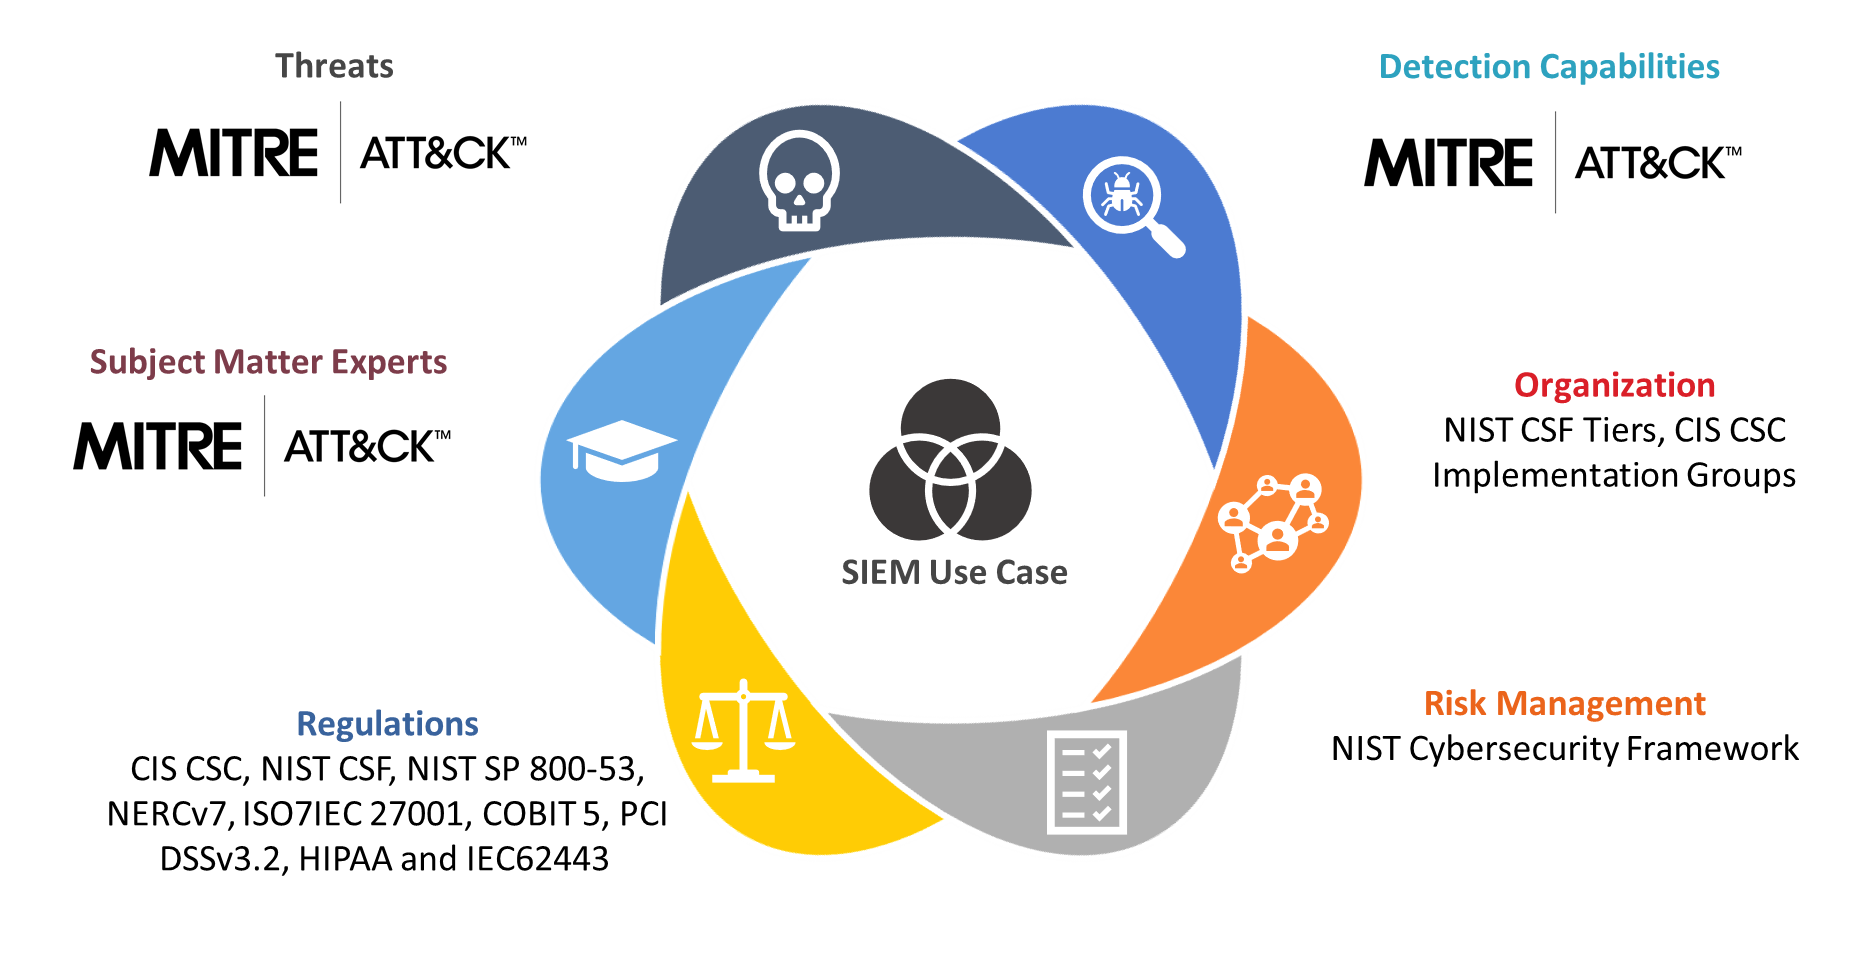 Threats
MITRE | ATT&CK™
Detection Capabilities
MITRE | ATT&CK™
Subject Matter Experts
MITRE | ATT&CK™
Organization
NIST CSF Tiers, CIS CSC
Implementation Groups
SIEM Use Case
Regulations
CIS CSC, NIST CSF, NIST SP 800-53,
NERCv7, ISO7IEC 27001, COBIT 5, PCI
DSSv3.2, HIPAA and IEC62443
Risk Management
NIST Cybersecurity Framework